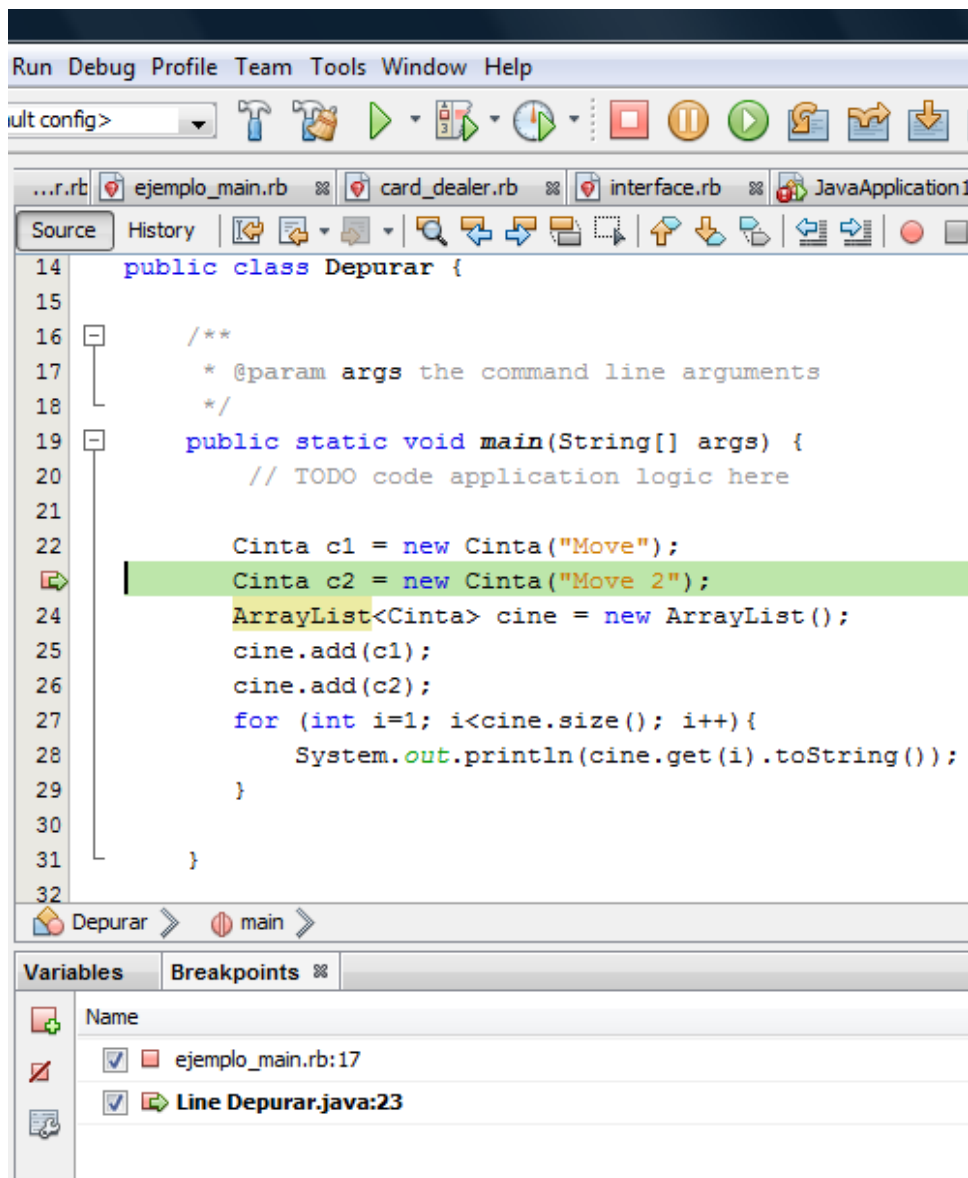 Run Debug Profile Team Tools Window Help
ult config>
...r.rb ejemplo_main.rb card_dealer.rb interface.rb JavaApplication1
Source History
14 public class Depurar {
15
16 /**
17 * @param args the command line arguments
18 */
19 public static void main(String[] args) {
20 // TODO code application logic here
21
22 Cinta c1 = new Cinta("Move");
Cinta c2 = new Cinta("Move 2");
24 ArrayList<Cinta> cine = new ArrayList();
25 cine.add(c1);
26 cine.add(c2);
27 for (int i=1; i<cine.size(); i++){
28 System.out.println(cine.get(i).toString());
29 }
30
31 }
32
Depurar main
Variables Breakpoints
Name
ejemplo_main.rb:17
Line Depurar.java:23